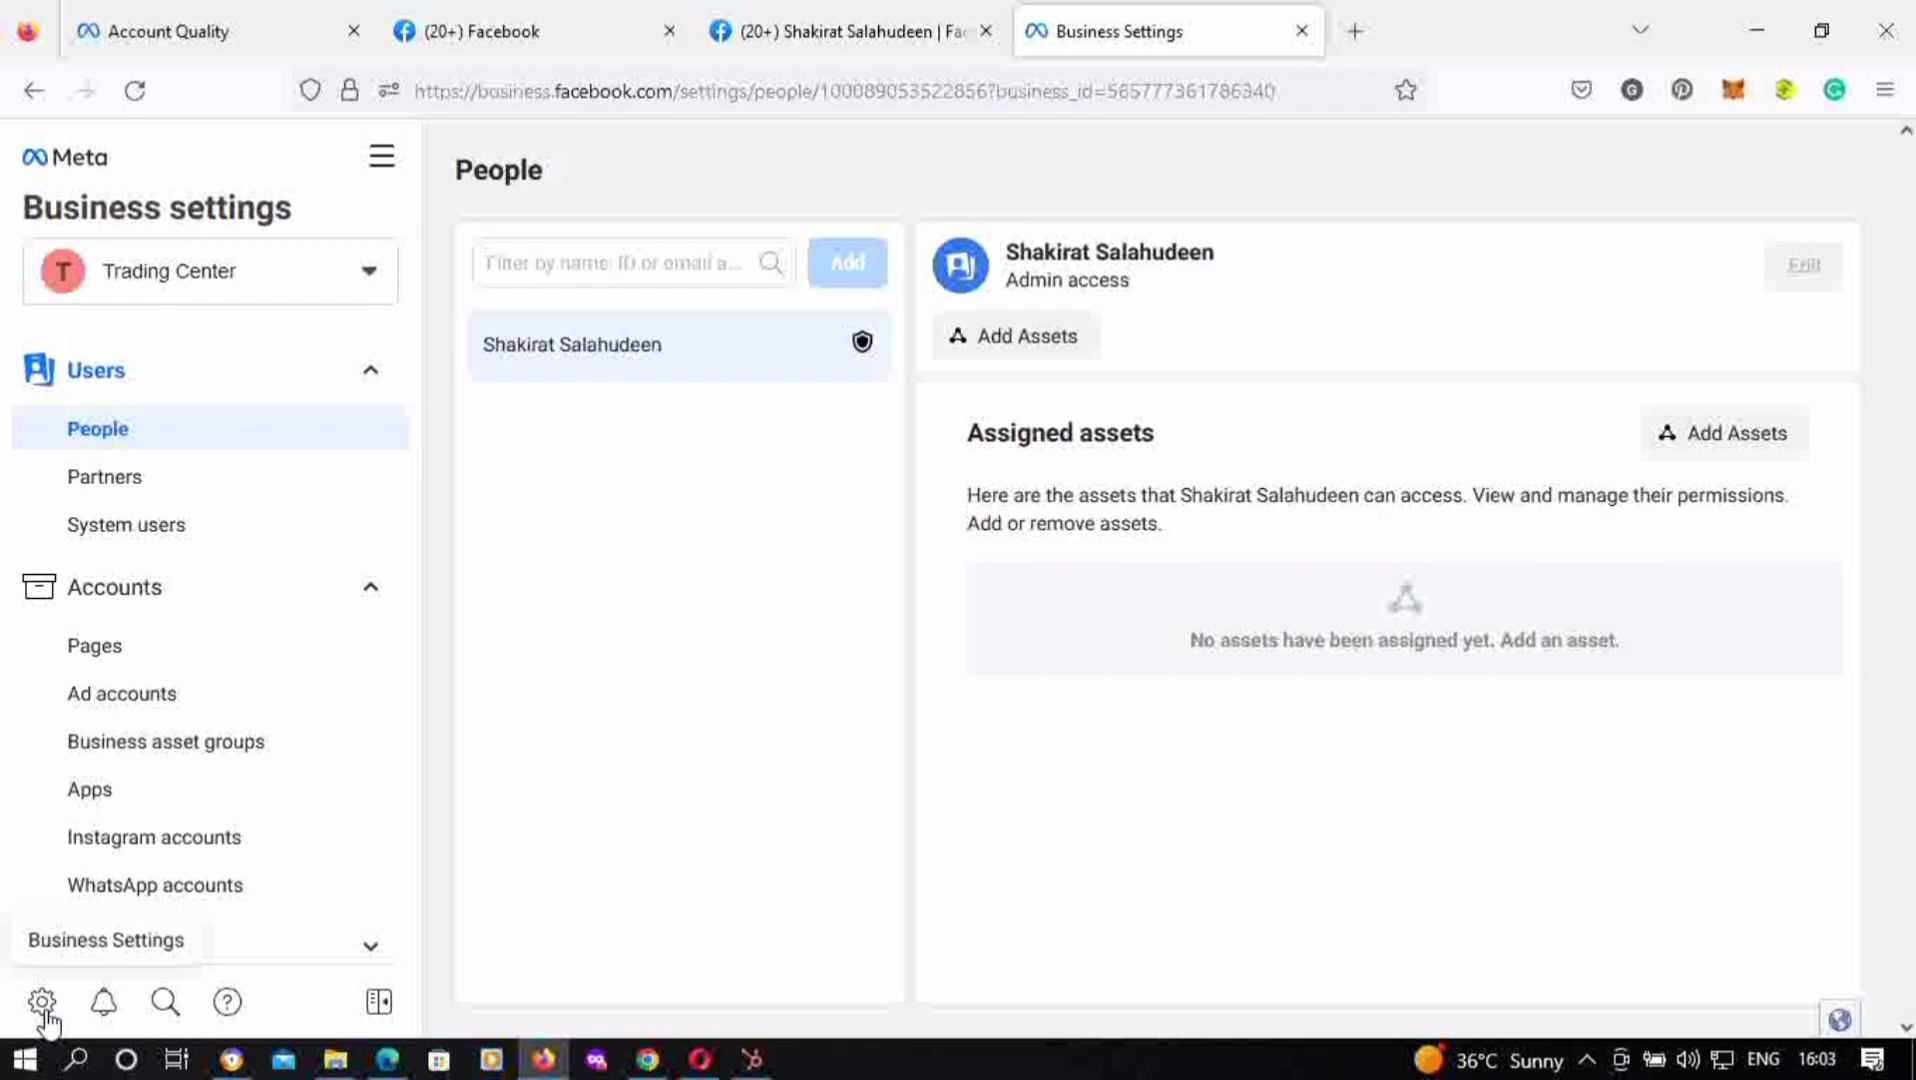 Account Quality
(20+) Facebook
(20+) Shakirat Salahudeen | Fac
Business Settings
https://business.facebook.com/settings/people/100089053522856?business_id=565777361786340
Meta
Business settings
T Trading Center
Users
People
Partners
System users
Accounts
Pages
Ad accounts
Business asset groups
Apps
Instagram accounts
WhatsApp accounts
Business Settings
People
Filter by name, ID or email a...
Add
Shakirat Salahudeen
Shakirat Salahudeen
Admin access
Edit
Add Assets
Assigned assets
Add Assets
Here are the assets that Shakirat Salahudeen can access. View and manage their permissions.
Add or remove assets.
No assets have been assigned yet. Add an asset.
36°C Sunny
ENG
16:03